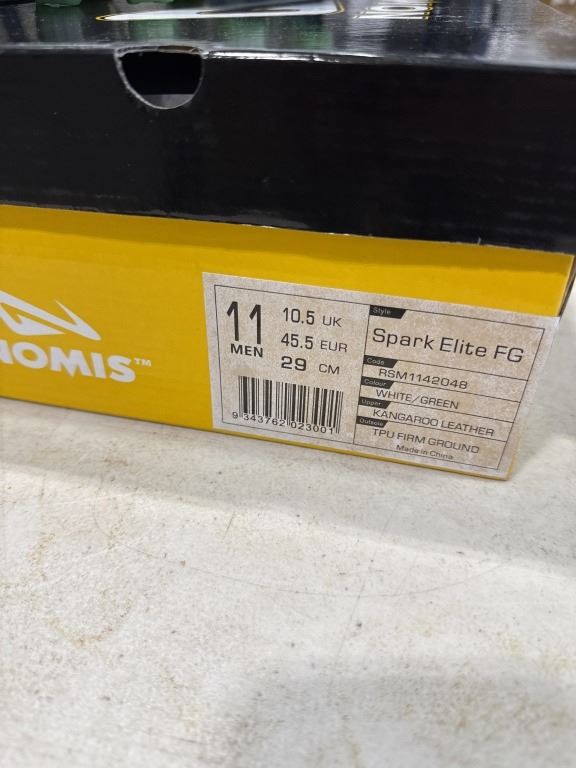 NOMIS™
11
MEN
10.5 UK
45.5 EUR
29 CM
9 343762 023001
Style
Spark Elite FG
Code
RSM1142048
Colour
WHITE/GREEN
Upper
KANGAROO LEATHER
Outsole
TPU FIRM GROUND
Made in China